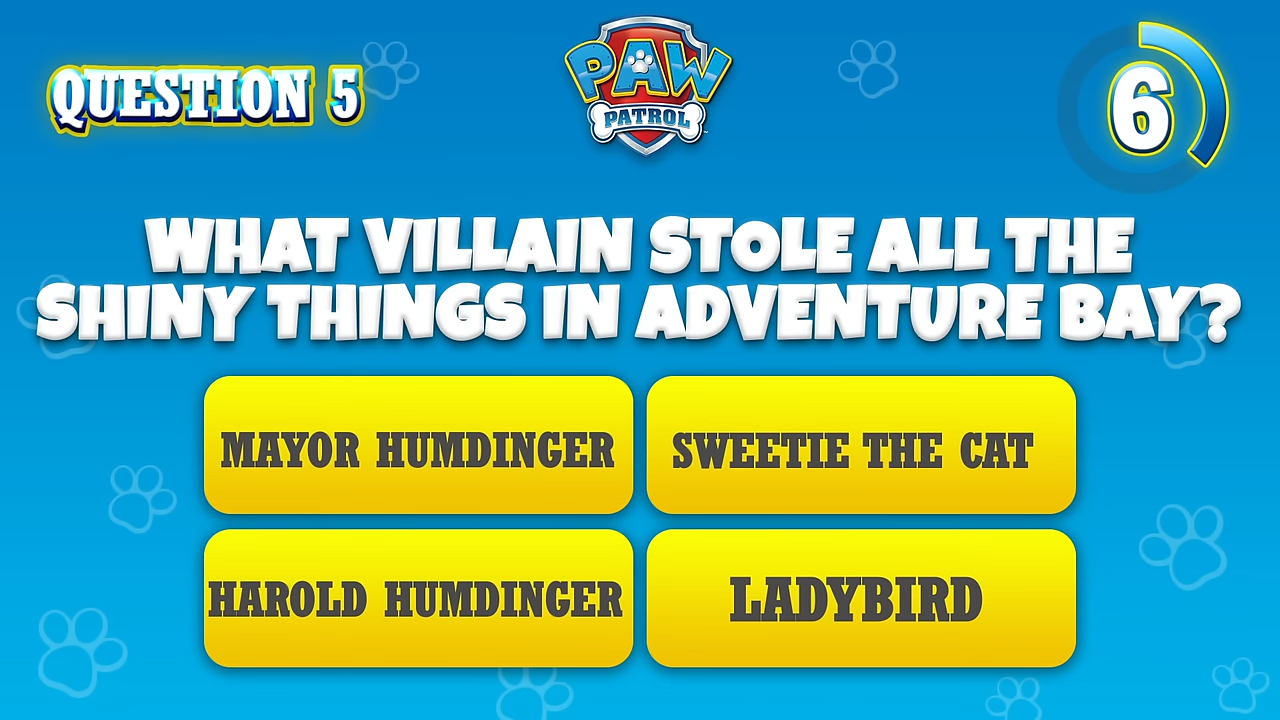 QUESTION 5
PAW
PATROL
6
WHAT VILLAIN STOLE ALL THE
SHINY THINGS IN ADVENTURE BAY?
MAYOR HUMDINGER
SWEETIE THE CAT
HAROLD HUMDINGER
LADYBIRD